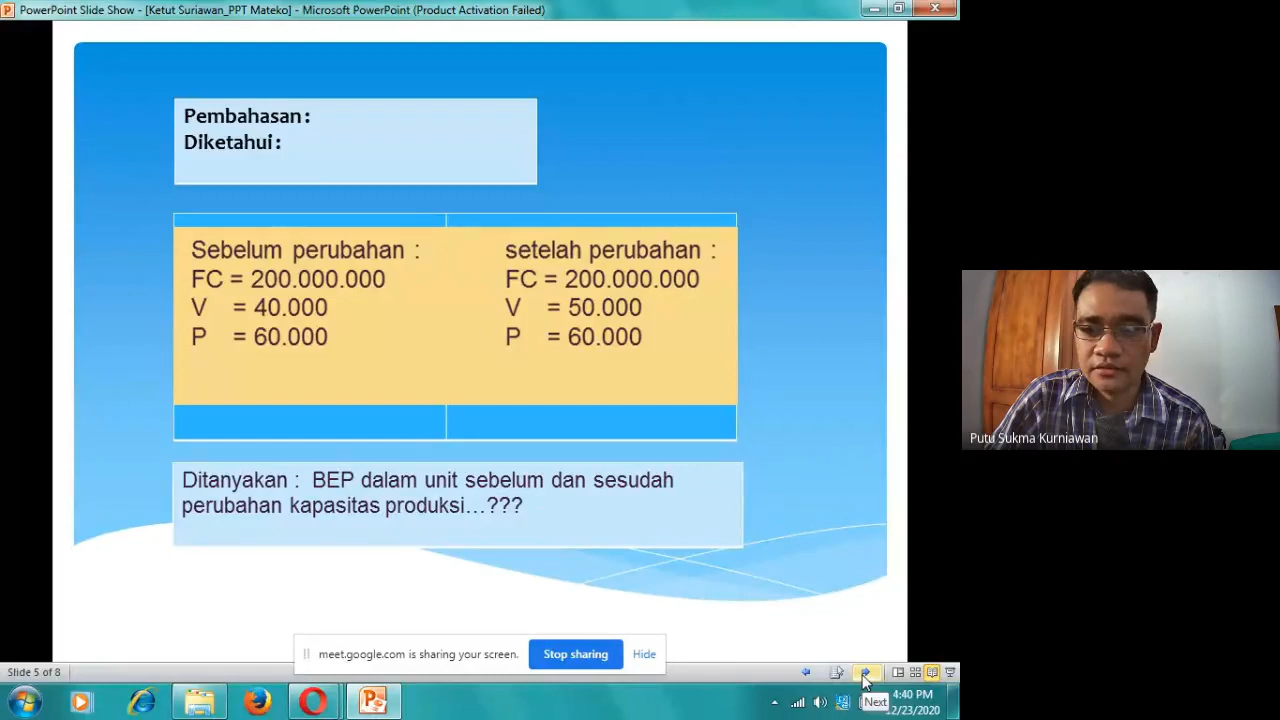 PowerPoint Slide Show - [Ketut Suriawan_PPT Mateko] - Microsoft PowerPoint (Product Activation Failed)
Pembahasan :
Diketahui :
Sebelum perubahan :
FC = 200.000.000
V = 40.000
P = 60.000
setelah perubahan :
FC = 200.000.000
V = 50.000
P = 60.000
Ditanyakan : BEP dalam unit sebelum dan sesudah
perubahan kapasitas produksi...???
Putu Sukma Kurniawan
meet.google.com is sharing your screen.
Stop sharing
Hide
Slide 5 of 8
Next
4:40 PM
12/23/2020